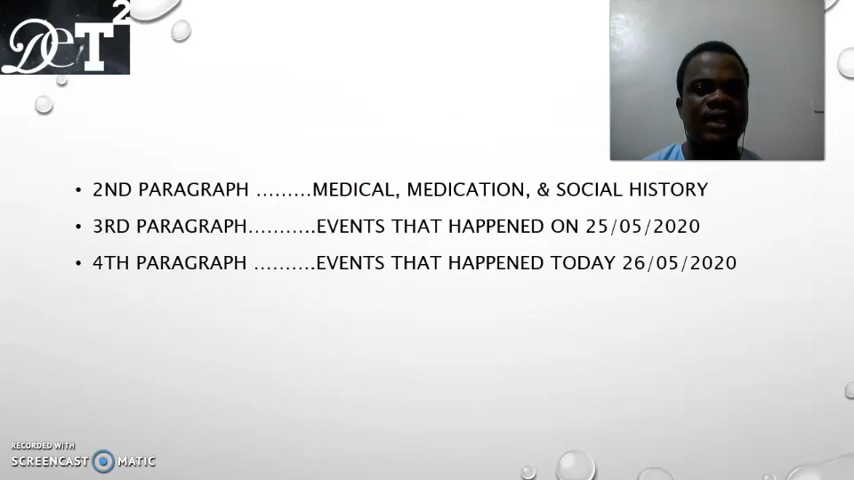 DeT2
• 2ND PARAGRAPH .........MEDICAL, MEDICATION, & SOCIAL HISTORY
• 3RD PARAGRAPH...........EVENTS THAT HAPPENED ON 25/05/2020
• 4TH PARAGRAPH ..........EVENTS THAT HAPPENED TODAY 26/05/2020
RECORDED WITH
SCREENCAST MATIC